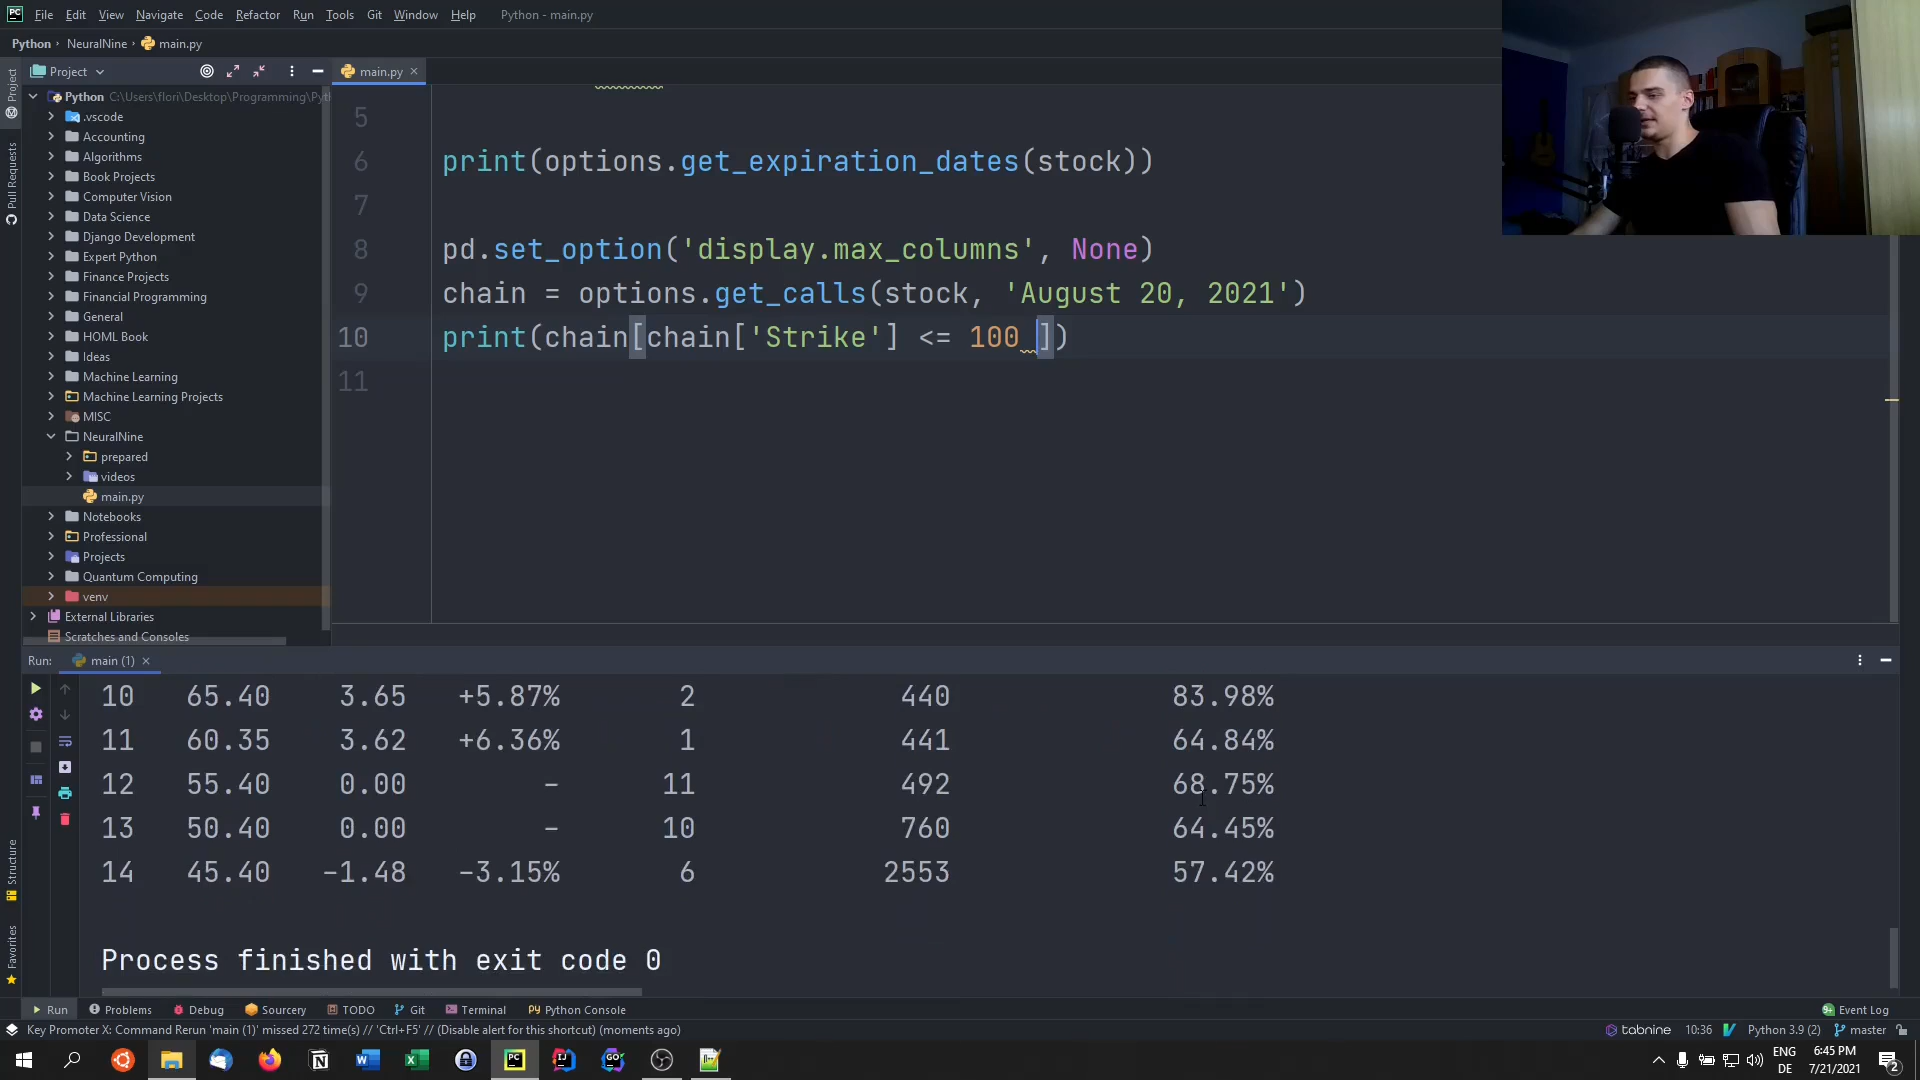 PC File Edit View Navigate Code Refactor Run Tools Git Window Help Python - main.py
Python NeuralNine main.py
Project
main.py
Python C:\Users\flori\Desktop\Programming\Pyth
.vscode
Accounting
Algorithms
Book Projects
Computer Vision
Data Science
Django Development
Expert Python
Finance Projects
Financial Programming
General
HOML Book
Ideas
Machine Learning
Machine Learning Projects
MISC
NeuralNine
prepared
videos
main.py
Notebooks
Professional
Projects
Quantum Computing
venv
External Libraries
Scratches and Consoles
Project
Pull Requests
Structure
Favorites
5
6 print(options.get_expiration_dates(stock))
7
8 pd.set_option('display.max_columns', None)
9 chain = options.get_calls(stock, 'August 20, 2021')
10 print(chain[chain['Strike'] <= 100 ])
11
Run: main (1)
10 65.40 3.65 +5.87% 2 440 83.98%
11 60.35 3.62 +6.36% 1 441 64.84%
12 55.40 0.00 - 11 492 68.75%
13 50.40 0.00 - 10 760 64.45%
14 45.40 -1.48 -3.15% 6 2553 57.42%
Process finished with exit code 0
Run Problems Debug Sourcery TODO Git Terminal Python Console Event Log
Key Promoter X: Command Rerun 'main (1)' missed 272 time(s) // 'Ctrl+F5' // (Disable alert for this shortcut) (moments ago) tabnine 10:36 Python 3.9 (2) master
ENG 6:45 PM
DE 7/21/2021 2